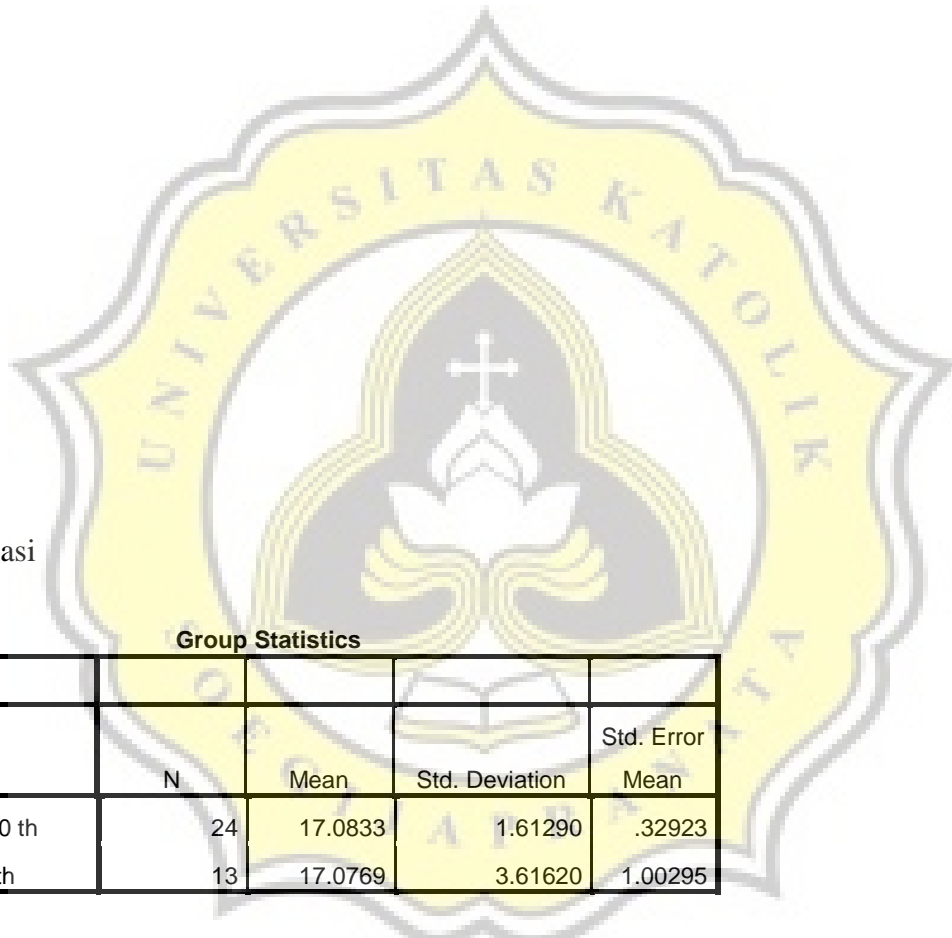 UNIVERSITAS KATOLIK
SOEGIJAPRANATA
asi
Group Statistics
Std. Error
N Mean Std. Deviation Mean
0 th 24 17.0833 1.61290 .32923
th 13 17.0769 3.61620 1.00295